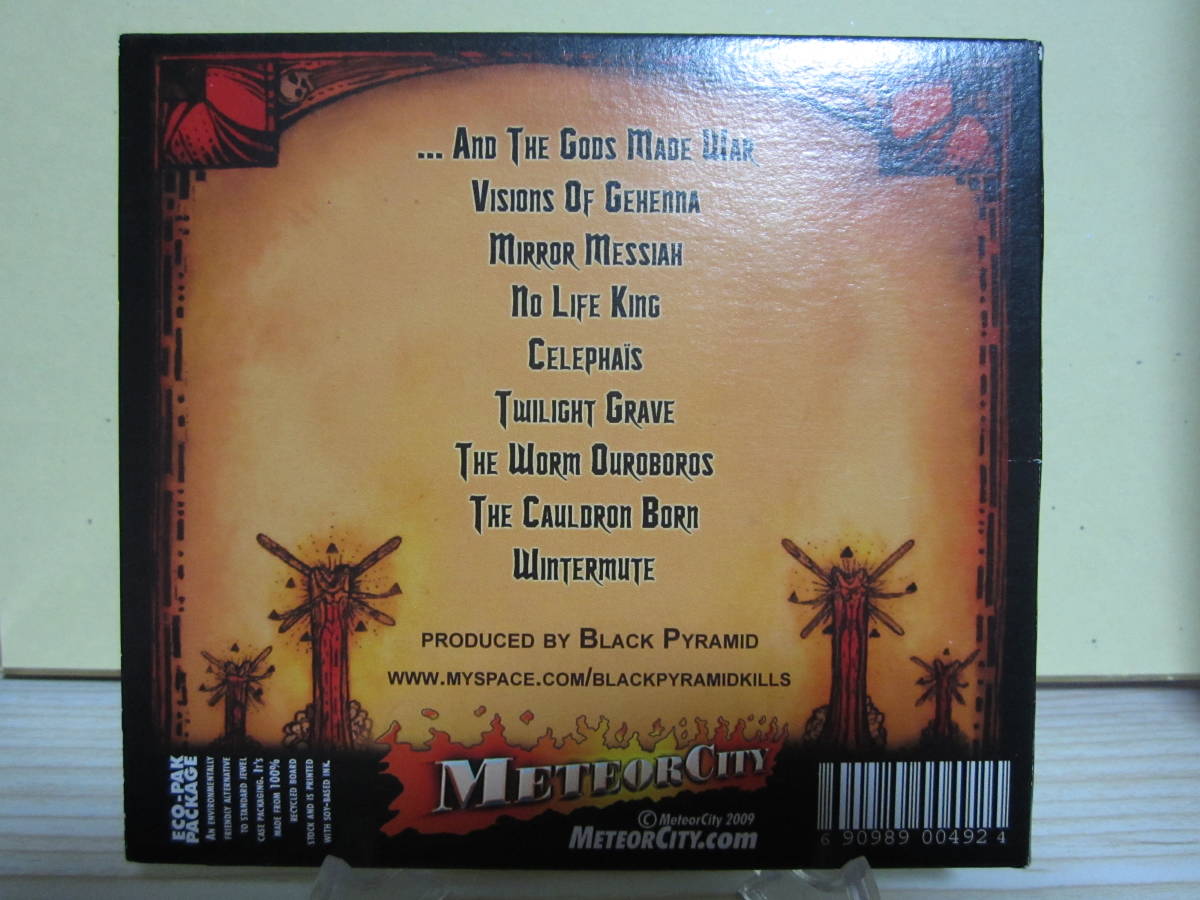 ... And The Gods Made War
Visions Of Gehenna
Mirror Messiah
No Life King
Celephaïs
Twilight Grave
The Worm Ouroboros
The Cauldron Born
Wintermute
PRODUCED BY BLACK PYRAMID
WWW.MYSPACE.COM/BLACKPYRAMIDKILLS
ECO-PAK
PACKAGE
An environmentally
friendly alternative
to standard jewel
case packaging. It's
made from 100%
recycled board
stock and is printed
with soy-based ink.
MeteorCity
© MeteorCity 2009
MeteorCity.com
6 90989 00492 4